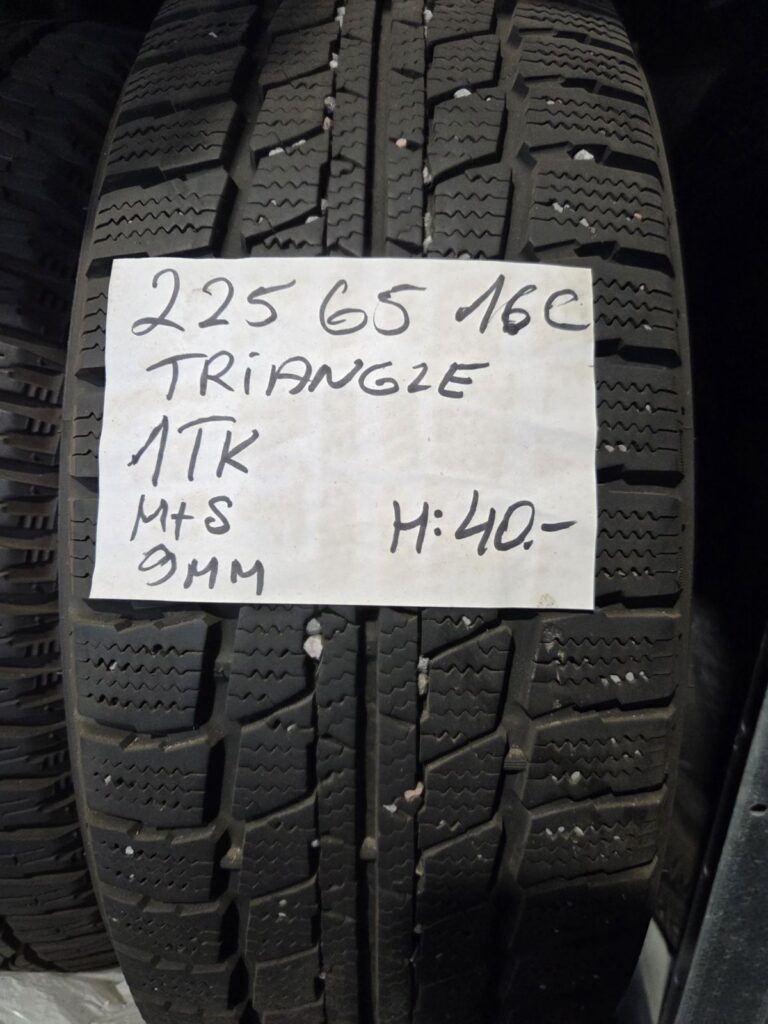 225 65 16C
TRiANGLE
1TK
M+S
H: 40.-
9MM